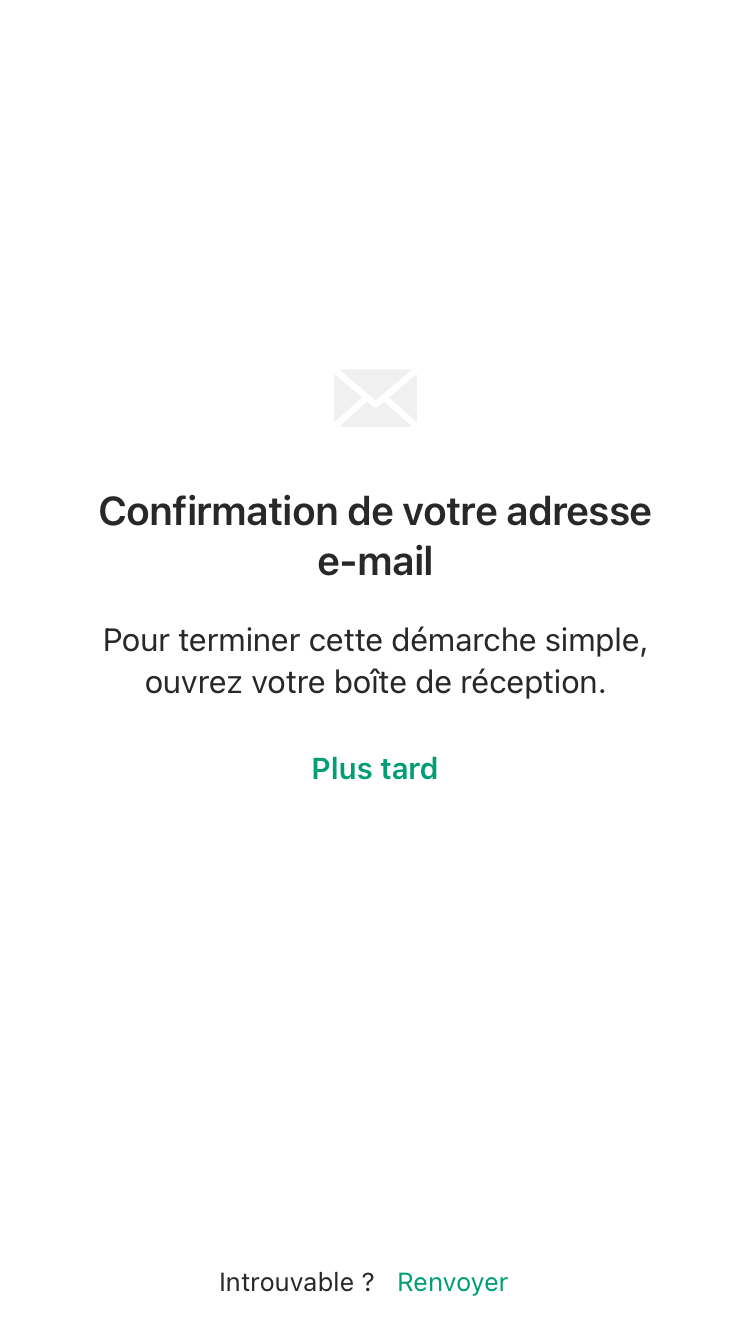 Confirmation de votre adresse
e-mail
Pour terminer cette démarche simple,
ouvrez votre boîte de réception.
Plus tard
Introuvable ? Renvoyer